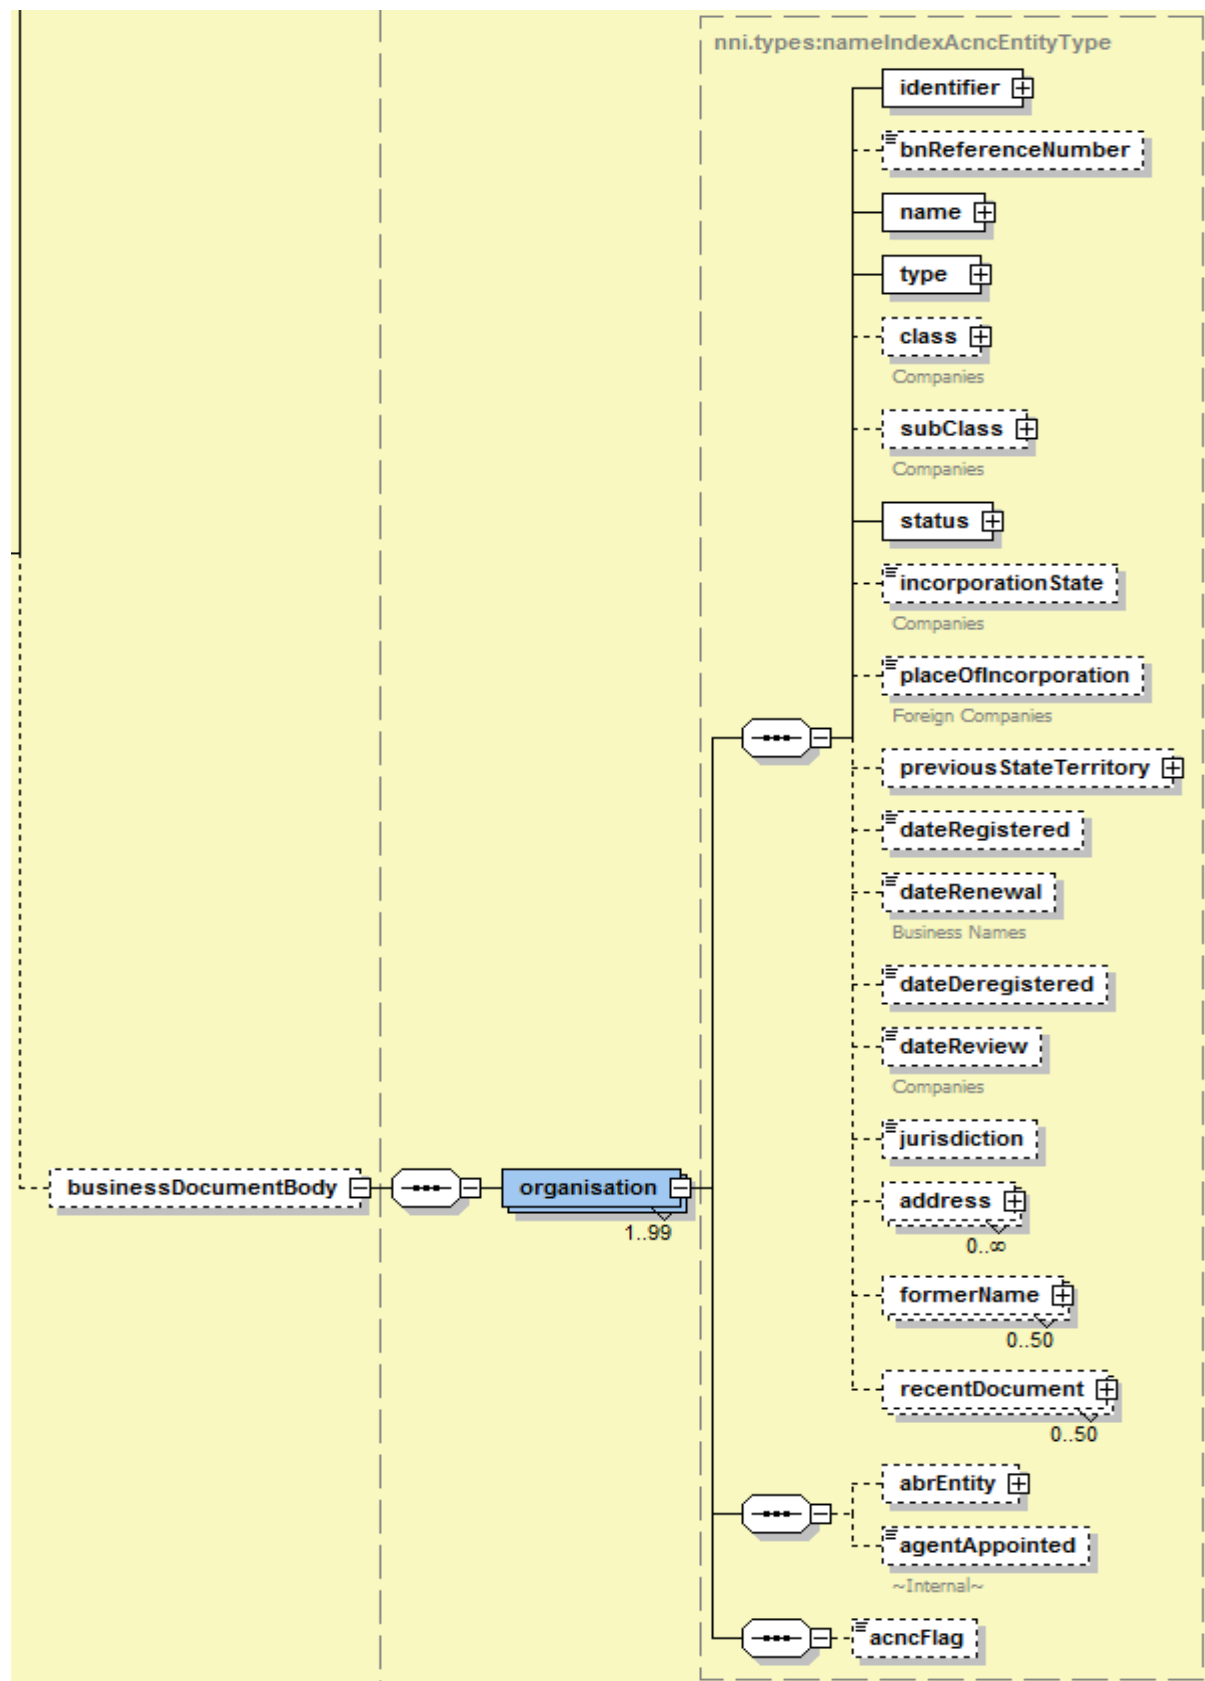 nni.types:nameIndexAcncEntityType
identifier
bnReferenceNumber
name
type
class
Companies
subClass
Companies
status
incorporationState
Companies
placeOfIncorporation
Foreign Companies
previousStateTerritory
dateRegistered
dateRenewal
Business Names
dateDeregistered
dateReview
Companies
jurisdiction
businessDocumentBody
organisation
1..99
address
0..∞
formerName
0..50
recentDocument
0..50
abrEntity
agentAppointed
~Internal~
acncFlag